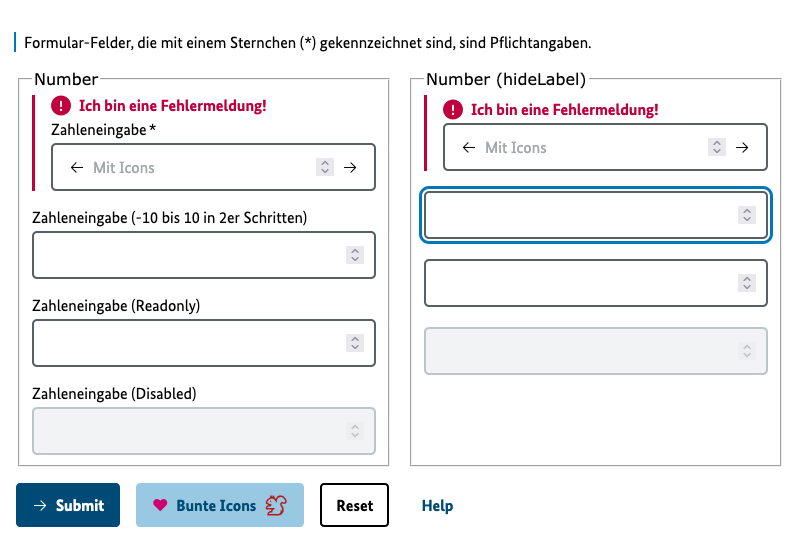 Formular-Felder, die mit einem Sternchen (*) gekennzeichnet sind, sind Pflichtangaben.
Number
Ich bin eine Fehlermeldung!
Zahleneingabe*
Mit Icons
Zahleneingabe (-10 bis 10 in 2er Schritten)
Zahleneingabe (Readonly)
Zahleneingabe (Disabled)
Number (hideLabel)
Ich bin eine Fehlermeldung!
Mit Icons
Submit
Bunte Icons
Reset
Help